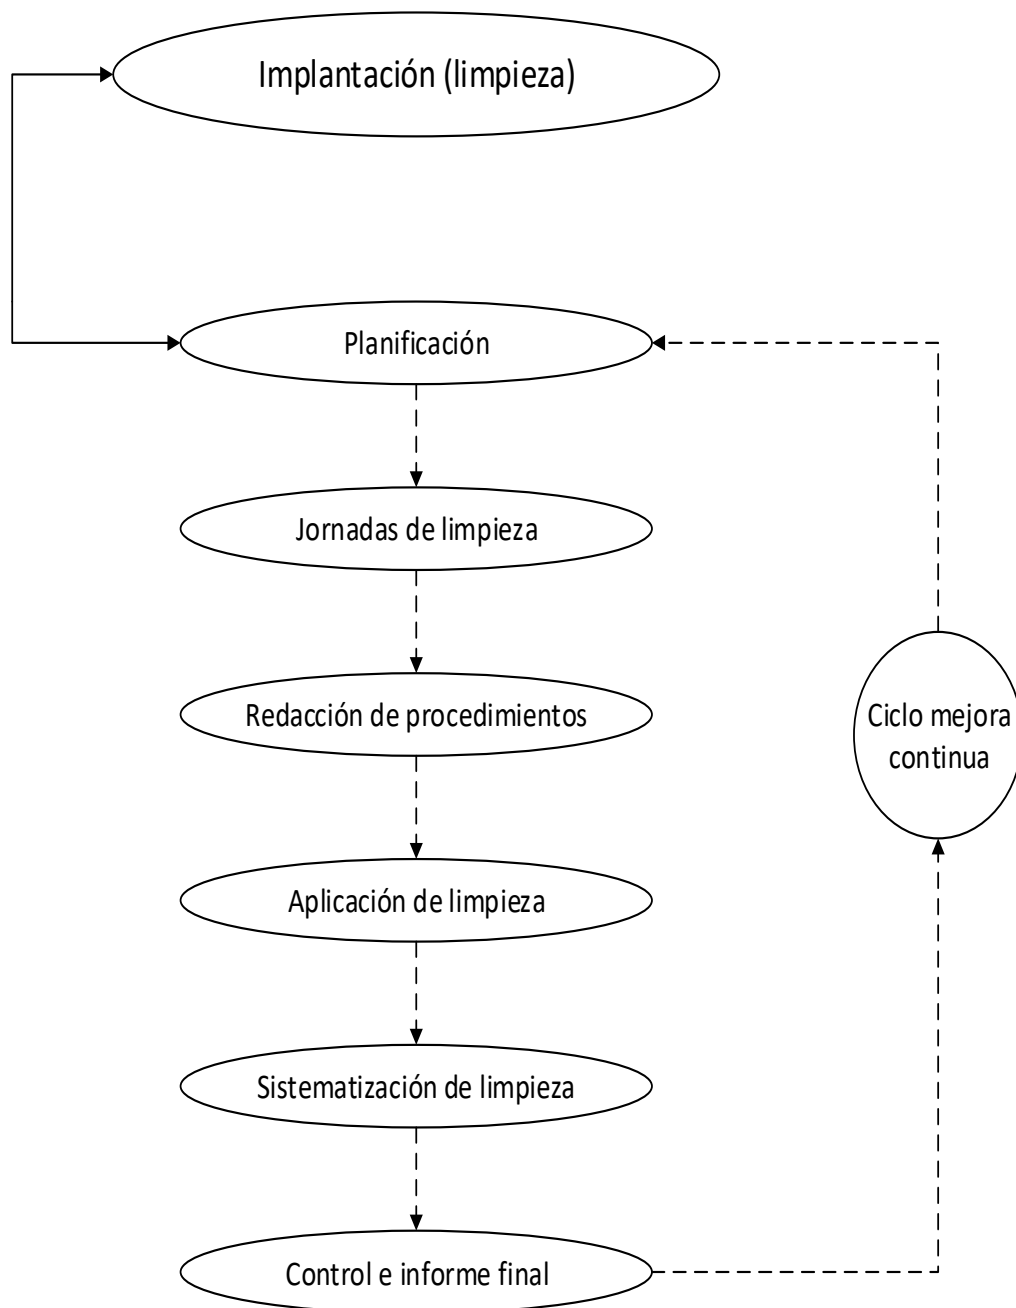 Implantación (limpieza)
Planificación
Jornadas de limpieza
Redacción de procedimientos
Ciclo mejora
continua
Aplicación de limpieza
Sistematización de limpieza
Control e informe final